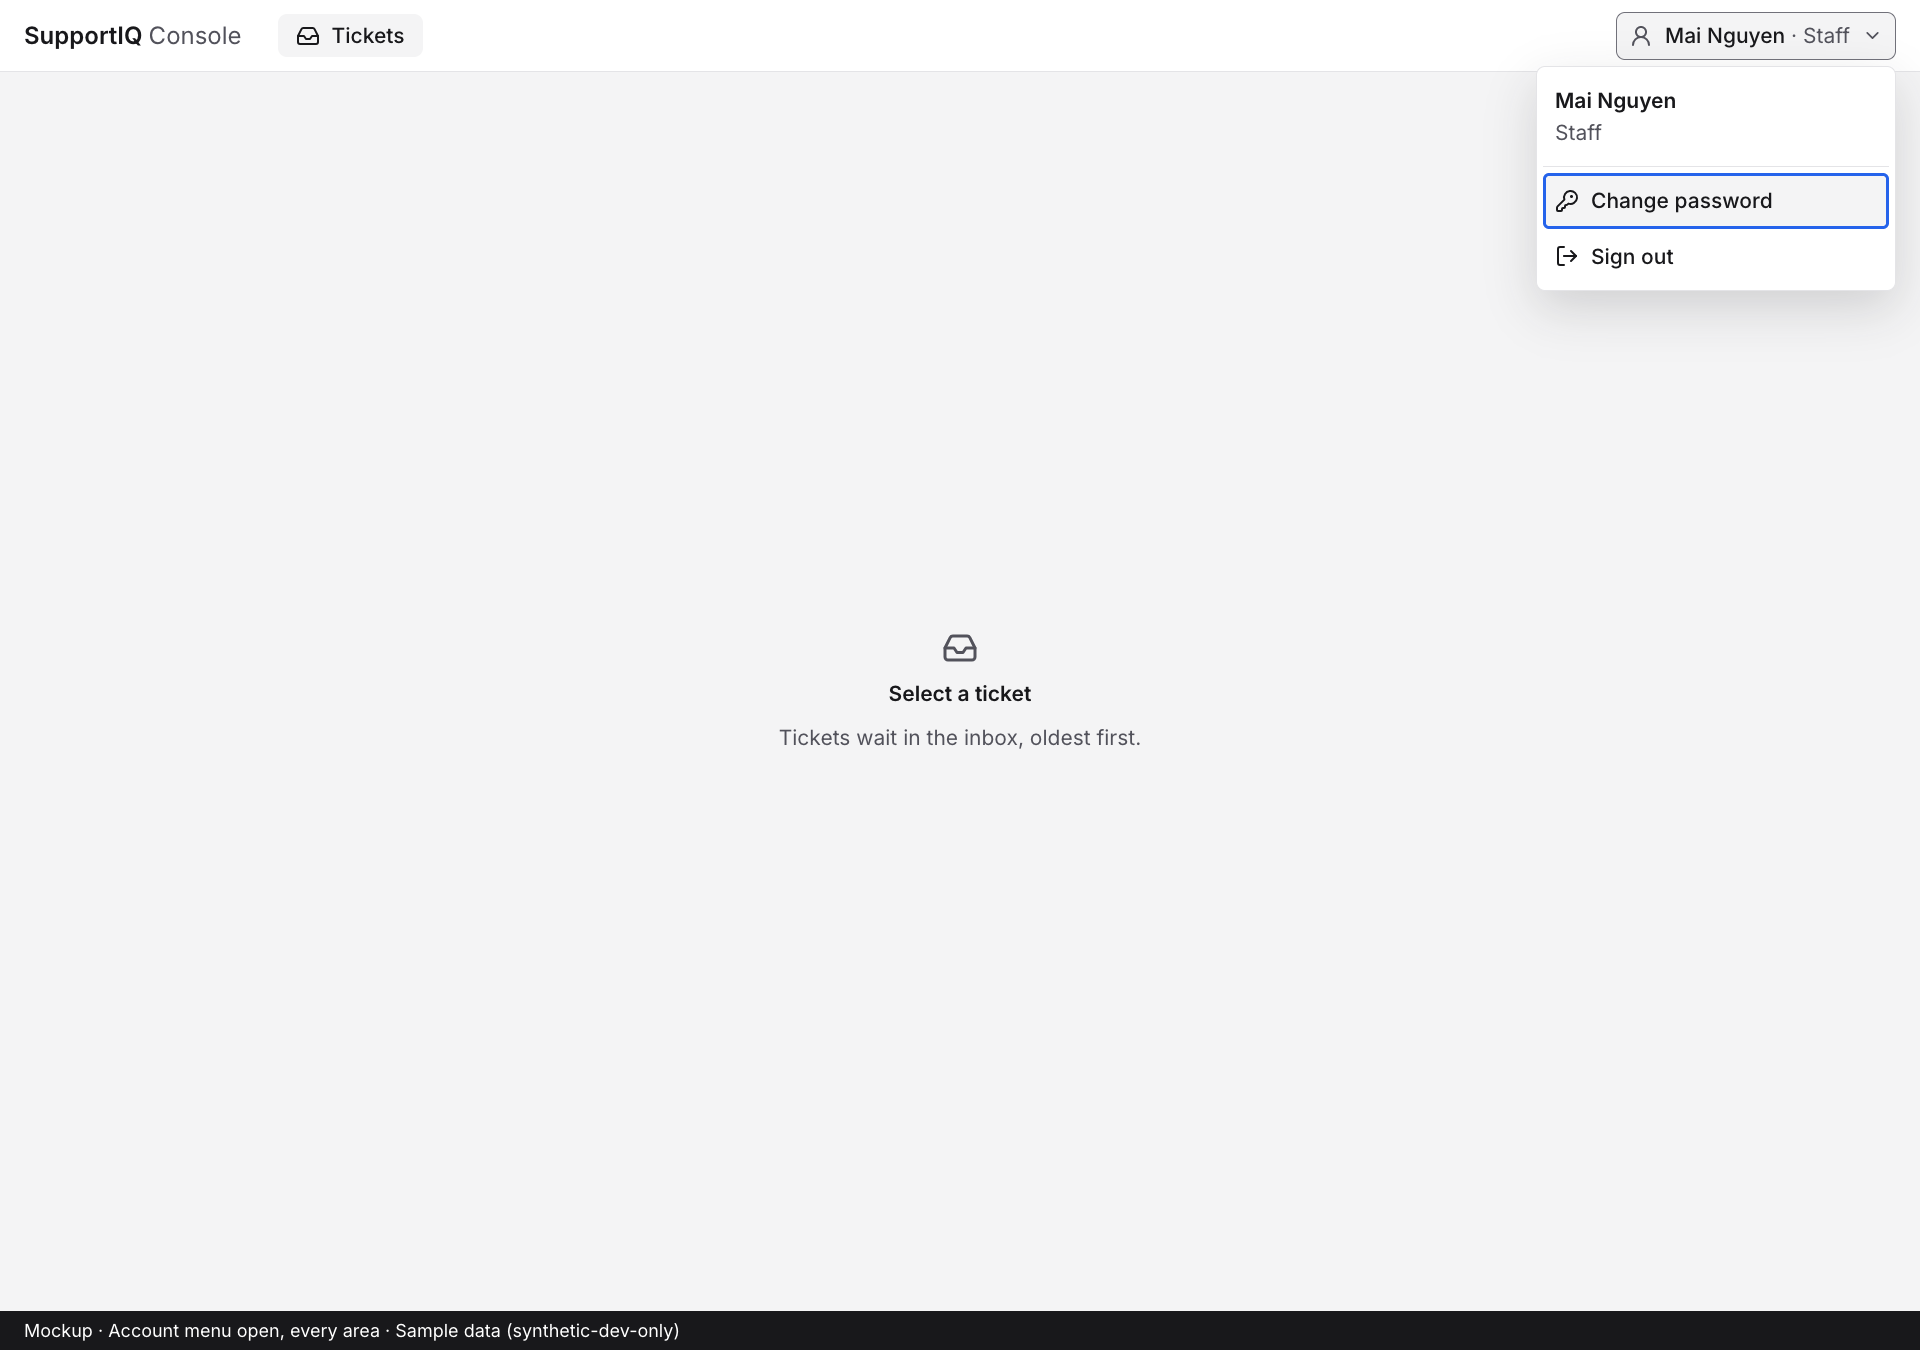 SupportIQ Console
Tickets
Mai Nguyen · Staff
Mai Nguyen
Staff
Change password
Sign out
Select a ticket
Tickets wait in the inbox, oldest first.
Mockup · Account menu open, every area · Sample data (synthetic-dev-only)